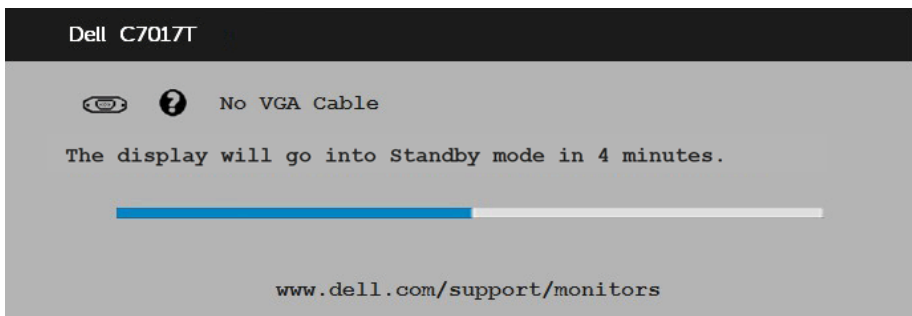 Dell C7017T
No VGA Cable
The display will go into Standby mode in 4 minutes.
www.dell.com/support/monitors